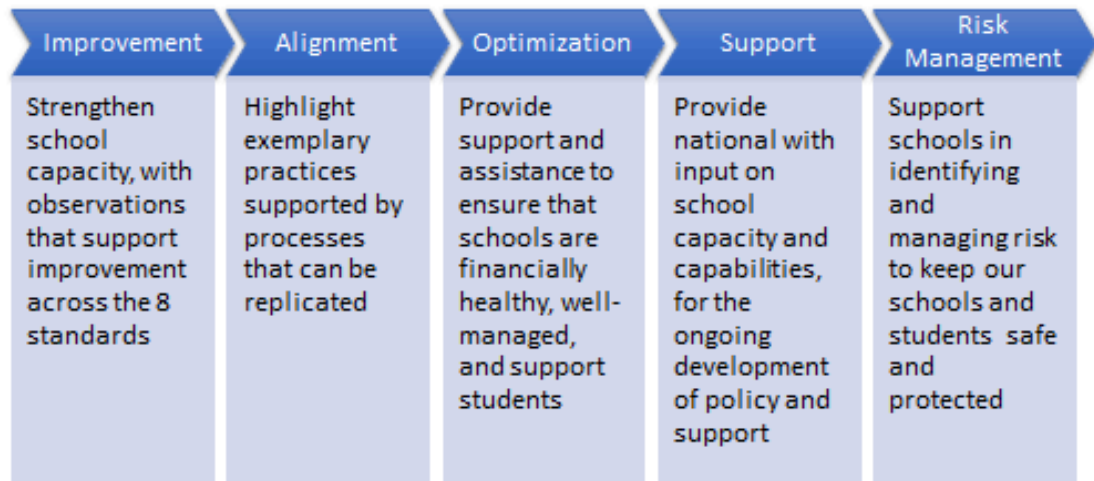 Improvement
Strengthen
school
capacity, with
observations
that support
improvement
across the 8
standards
Alignment
Highlight
exemplary
practices
supported by
processes
that can be
replicated
Optimization
Provide
support and
assistance to
ensure that
schools are
financially
healthy, well-
managed,
and support
students
Support
Provide
national with
input on
school
capacity and
capabilities,
for the
ongoing
development
of policy and
support
Risk
Management
Support
schools in
identifying
and
managing risk
to keep our
schools and
students safe
and
protected